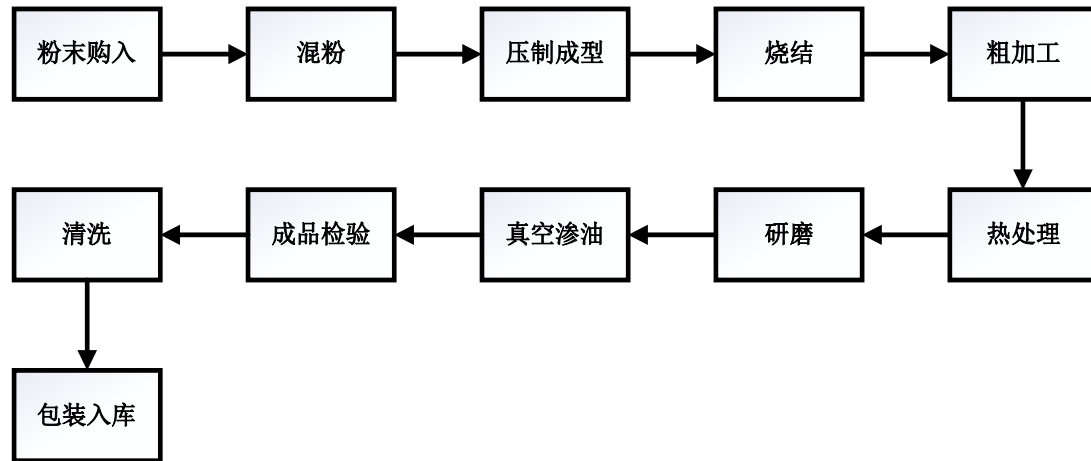 粉末购入
混粉
压制成型
烧结
粗加工
热处理
研磨
真空渗油
成品检验
清洗
包装入库